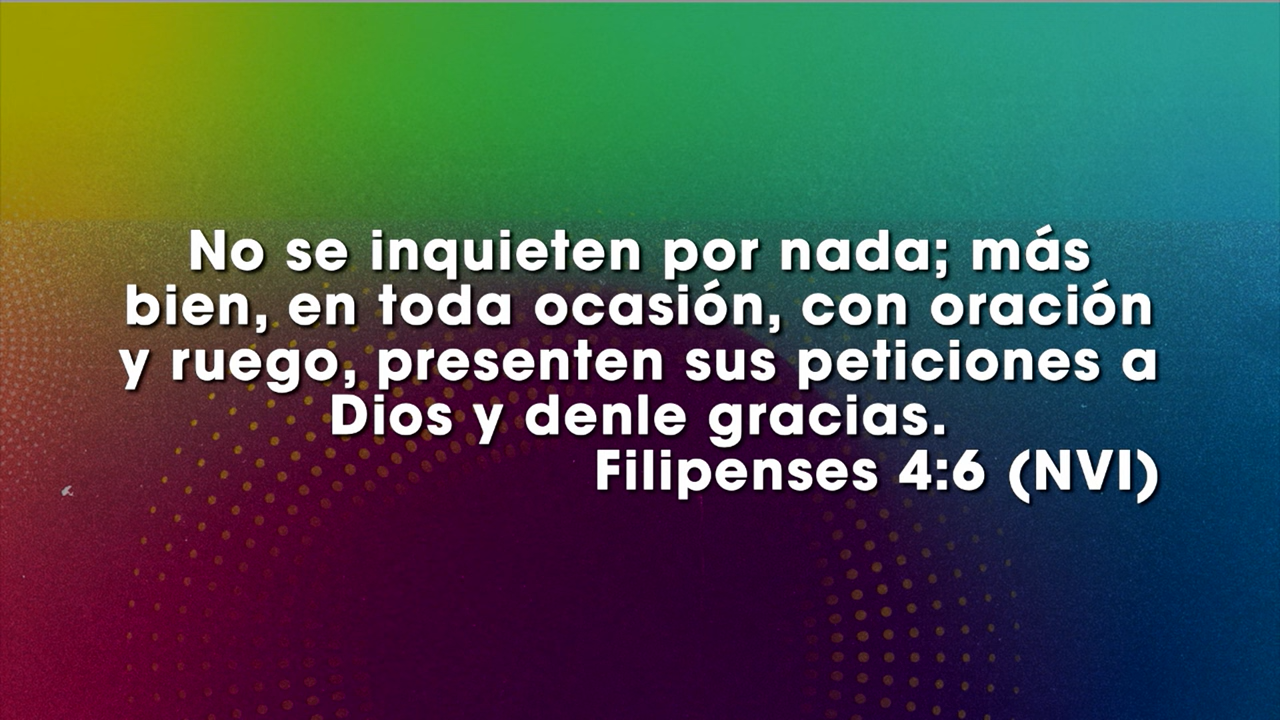 No se inquieten por nada; más
bien, en toda ocasión, con oración
y ruego, presenten sus peticiones a
Dios y denle gracias.
Filipenses 4:6 (NVI)